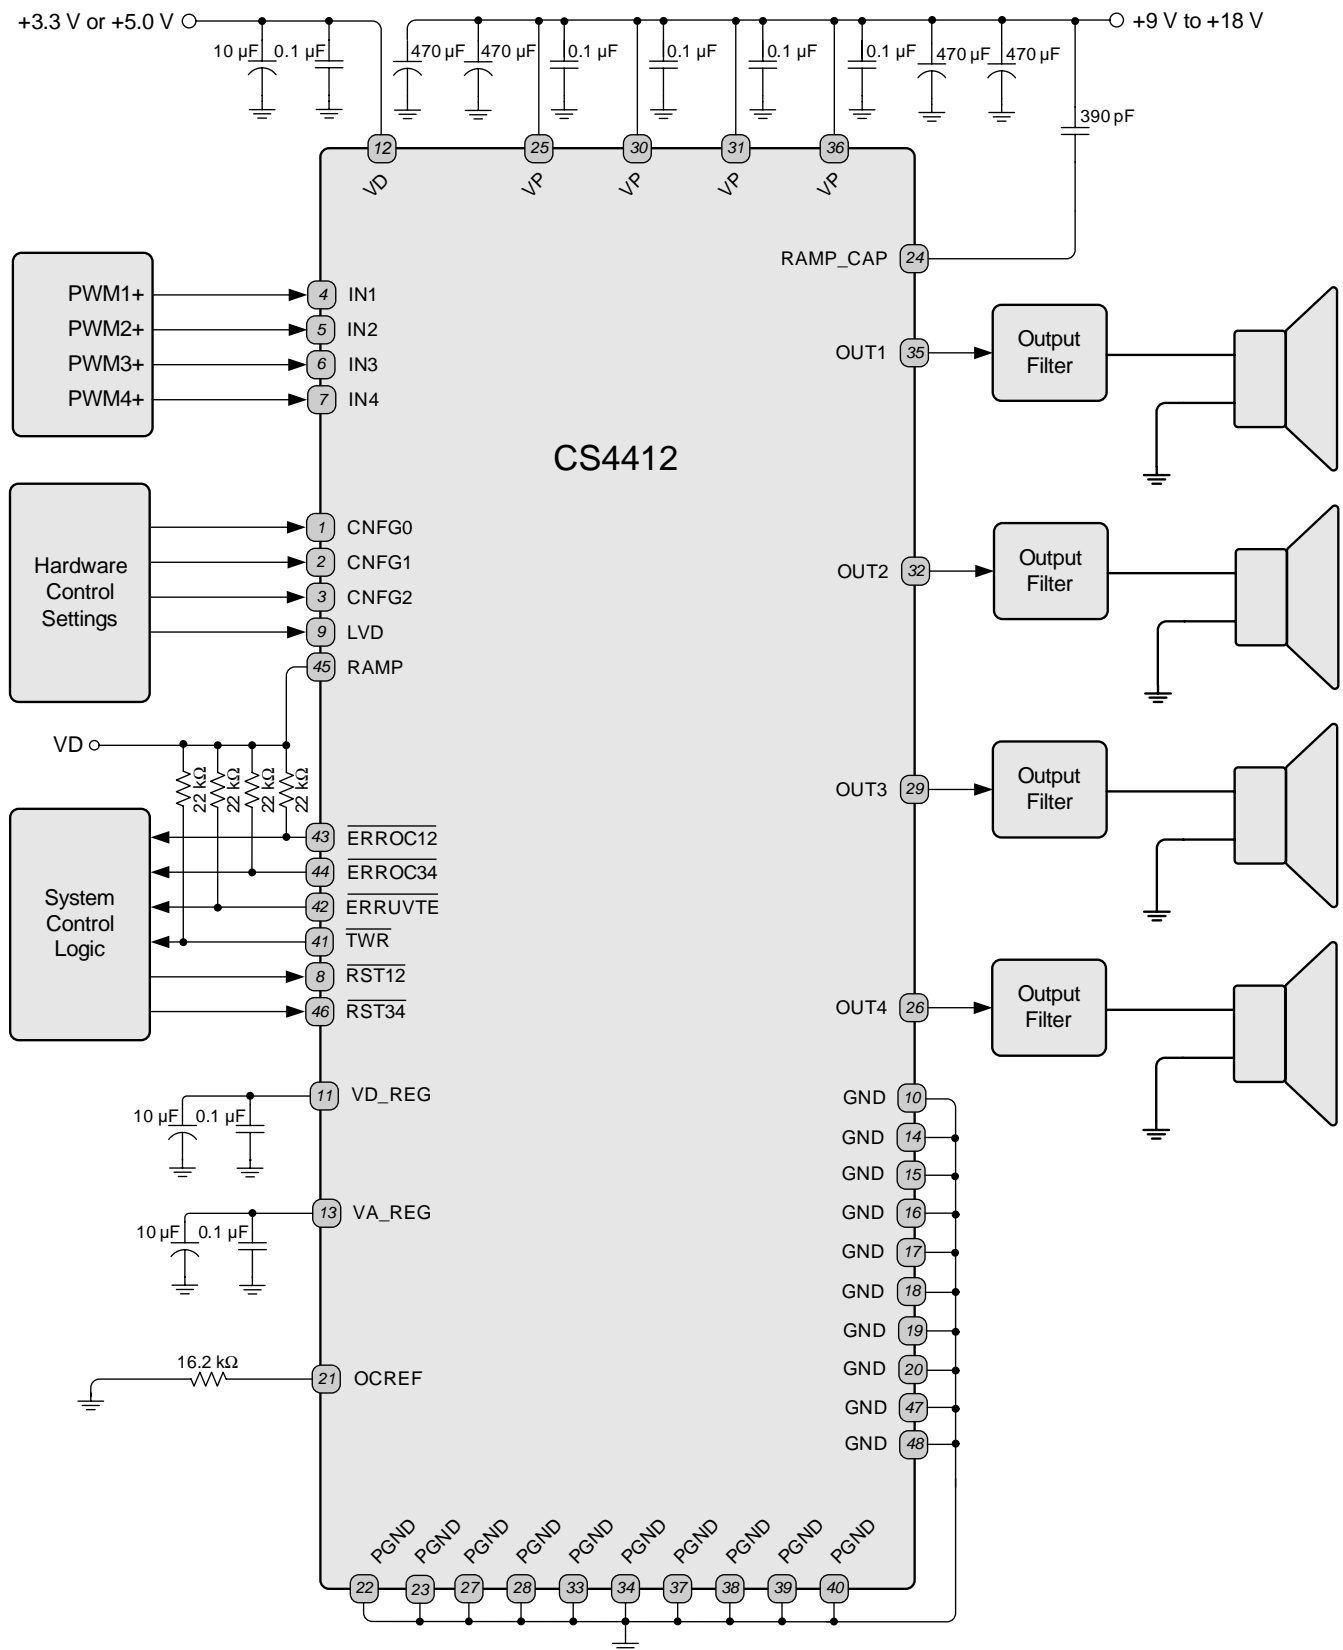 +3.3 V or +5.0 V
+9 V to +18 V
10 µF
0.1 µF
470 µF
470 µF
0.1 µF
0.1 µF
0.1 µF
0.1 µF
470 µF
470 µF
390 pF
12
25
30
31
36
VD
VP
VP
VP
VP
RAMP_CAP
24
PWM1+
4
IN1
PWM2+
5
IN2
PWM3+
6
IN3
PWM4+
7
IN4
OUT1
35
Output
Filter
CS4412
Hardware
Control
Settings
1
CNFG0
2
CNFG1
3
CNFG2
9
LVD
45
RAMP
OUT2
32
Output
Filter
VD
22 kΩ
22 kΩ
22 kΩ
22 kΩ
OUT3
29
Output
Filter
System
Control
Logic
43
ERROC12
44
ERROC34
42
ERRUVTE
41
TWR
8
RST12
46
RST34
OUT4
26
Output
Filter
10 µF
0.1 µF
11
VD_REG
10 µF
0.1 µF
13
VA_REG
16.2 kΩ
21
OCREF
GND
10
GND
14
GND
15
GND
16
GND
17
GND
18
GND
19
GND
20
GND
47
GND
48
PGND
PGND
PGND
PGND
PGND
PGND
PGND
PGND
PGND
PGND
22
23
27
28
33
34
37
38
39
40